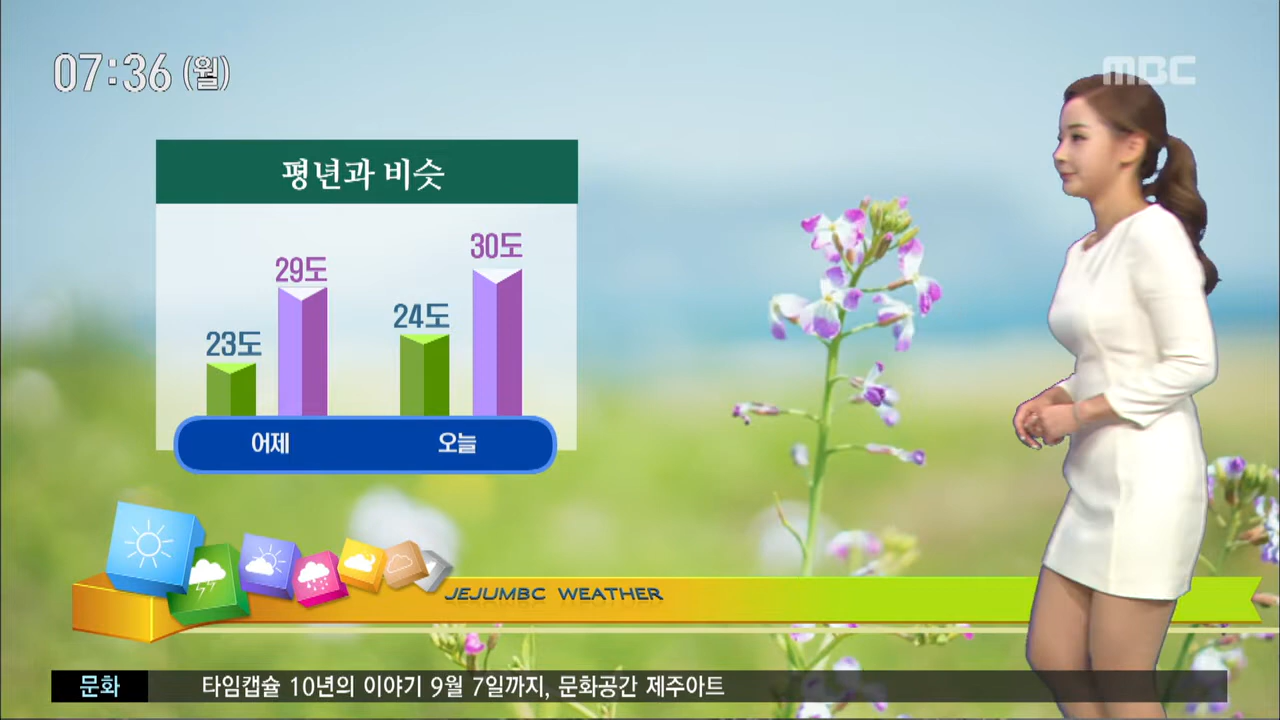 07:36 (월)
MBC
평년과 비슷
23도 29도 24도 30도
어제 오늘
JEJUMBC WEATHER
문화 타임캡슐 10년의 이야기 9월 7일까지, 문화공간 제주아트